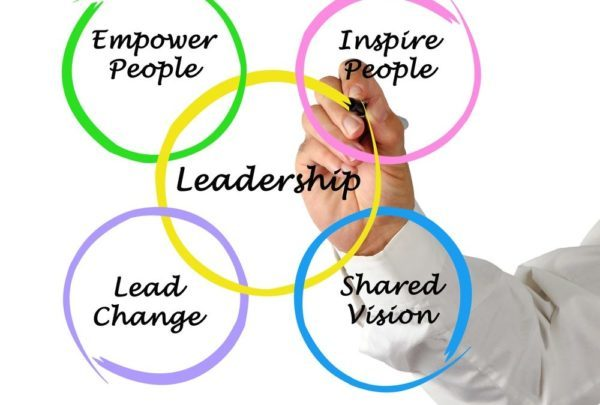 Empower
People
Inspire
People
Leadership
Lead
Change
Shared
Vision